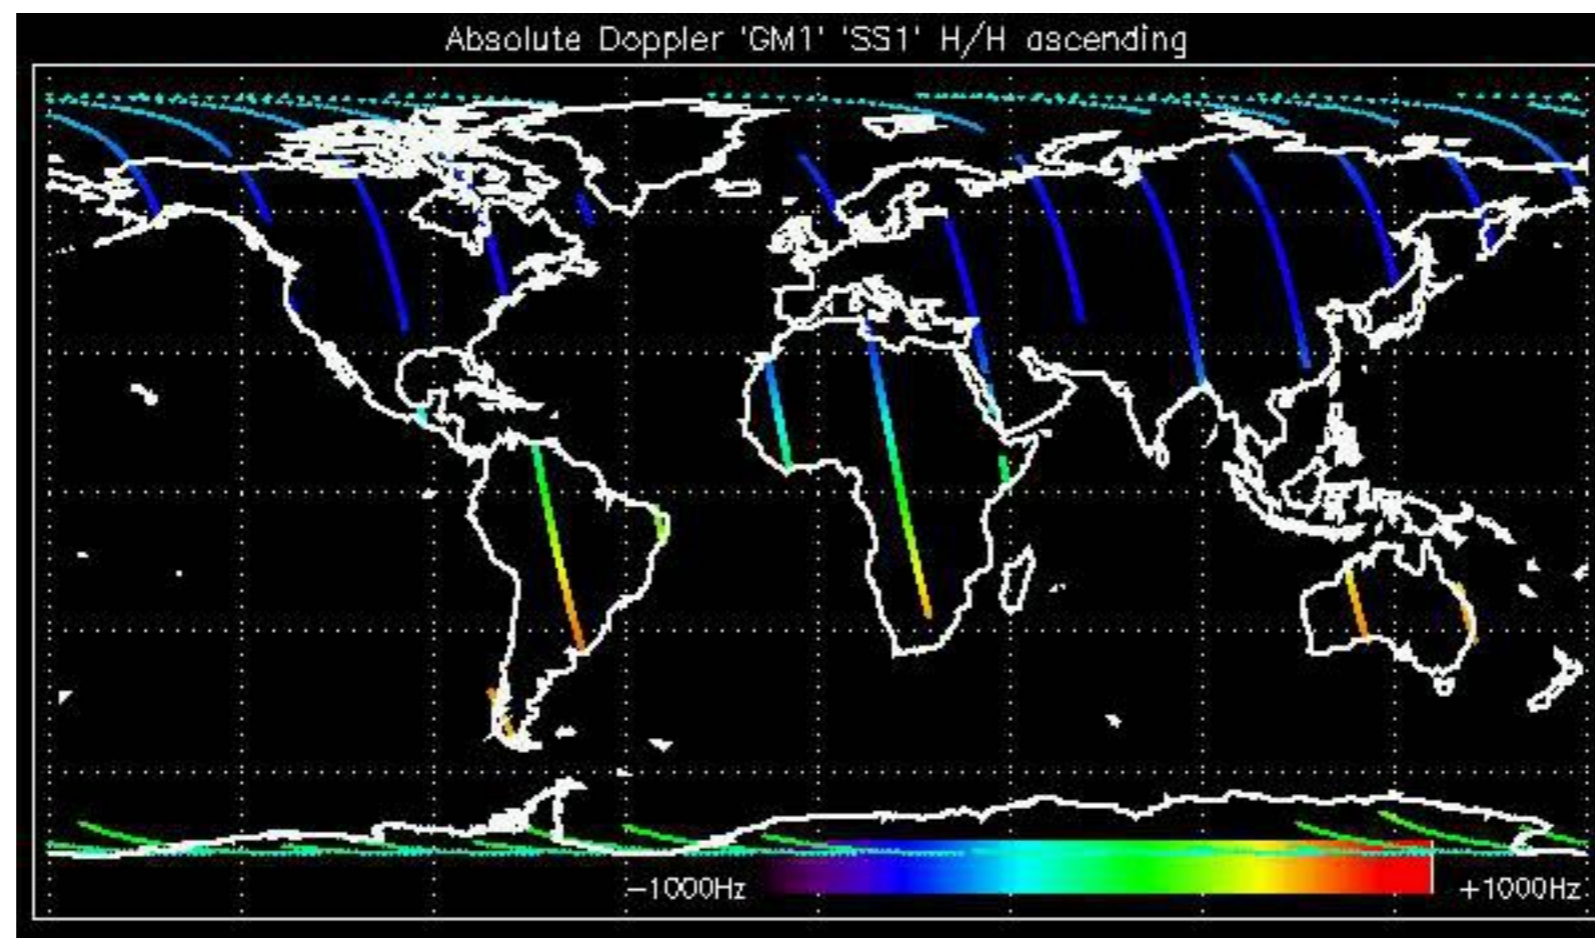 Absolute Doppler 'GM1' 'SS1' H/H ascending
-1000Hz
+1000Hz